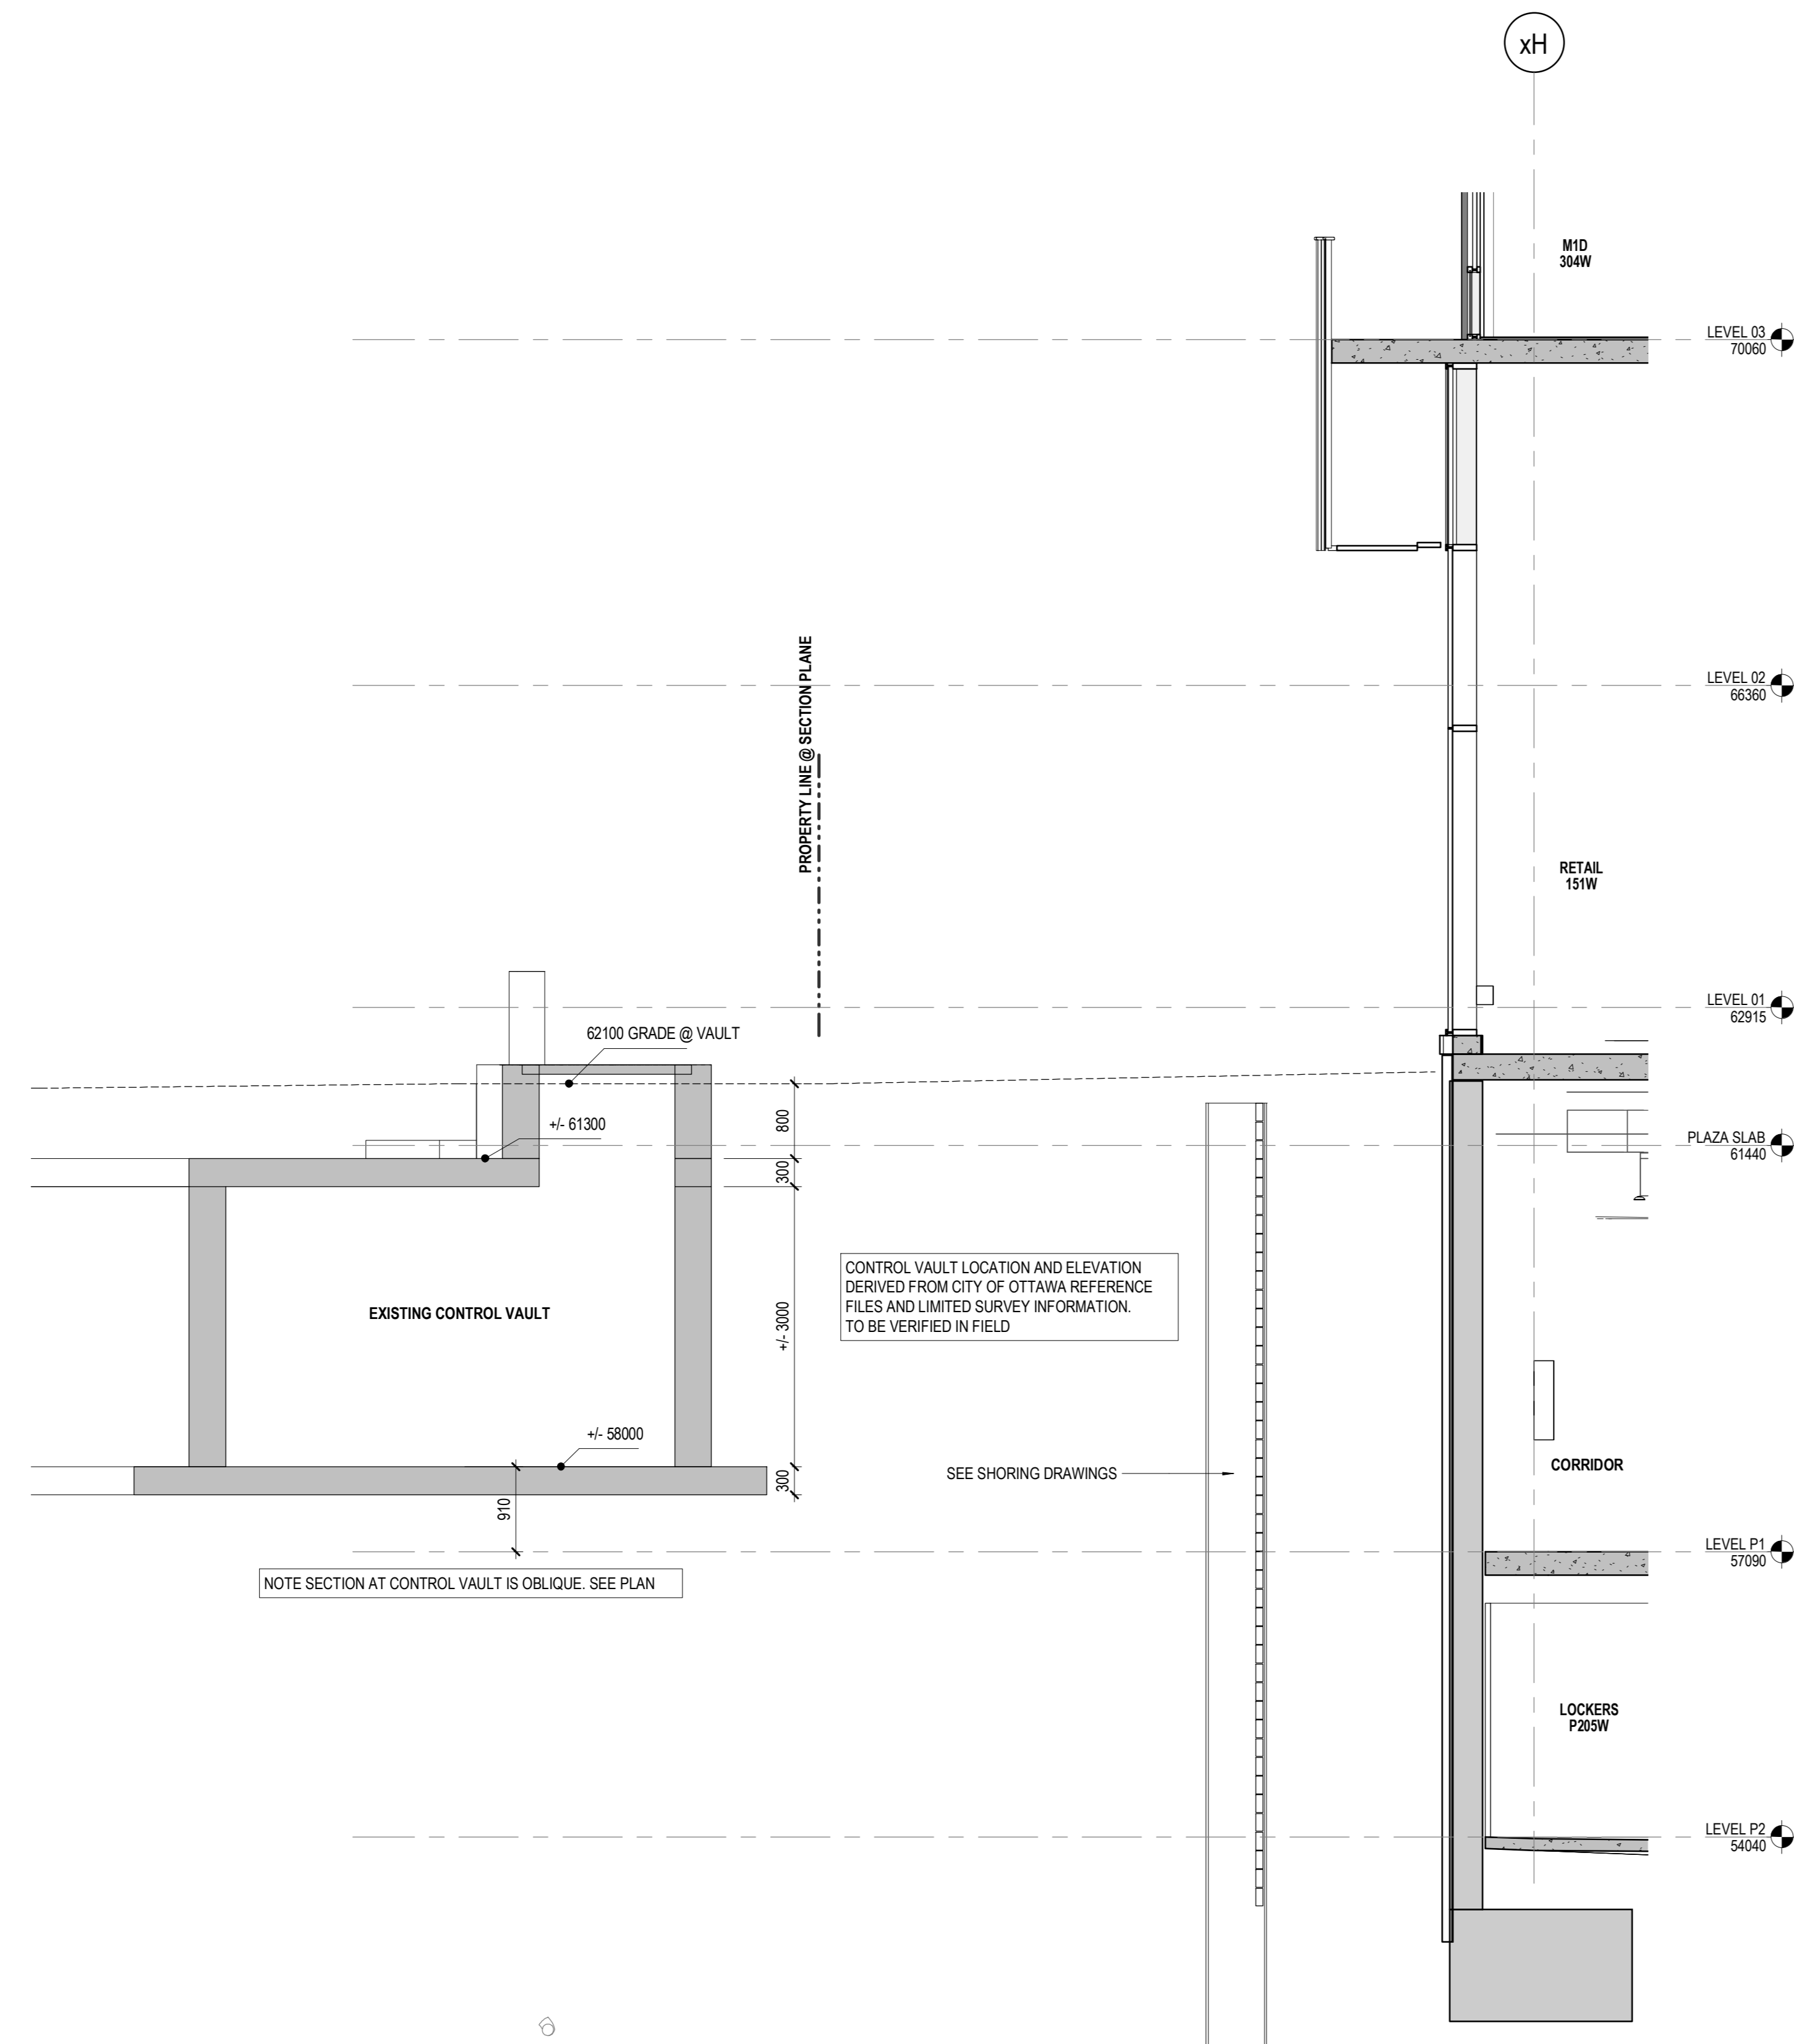 xH
M1D
304W
LEVEL 03
70060
PROPERTY LINE @ SECTION PLANE
LEVEL 02
66360
RETAIL
151W
LEVEL 01
62915
62100 GRADE @ VAULT
+/- 61300
800
300
PLAZA SLAB
61440
CONTROL VAULT LOCATION AND ELEVATION
DERIVED FROM CITY OF OTTAWA REFERENCE
FILES AND LIMITED SURVEY INFORMATION.
TO BE VERIFIED IN FIELD
EXISTING CONTROL VAULT
+/- 3000
+/- 58000
SEE SHORING DRAWINGS
CORRIDOR
300
910
LEVEL P1
57090
NOTE SECTION AT CONTROL VAULT IS OBLIQUE. SEE PLAN
LOCKERS
P205W
LEVEL P2
54040